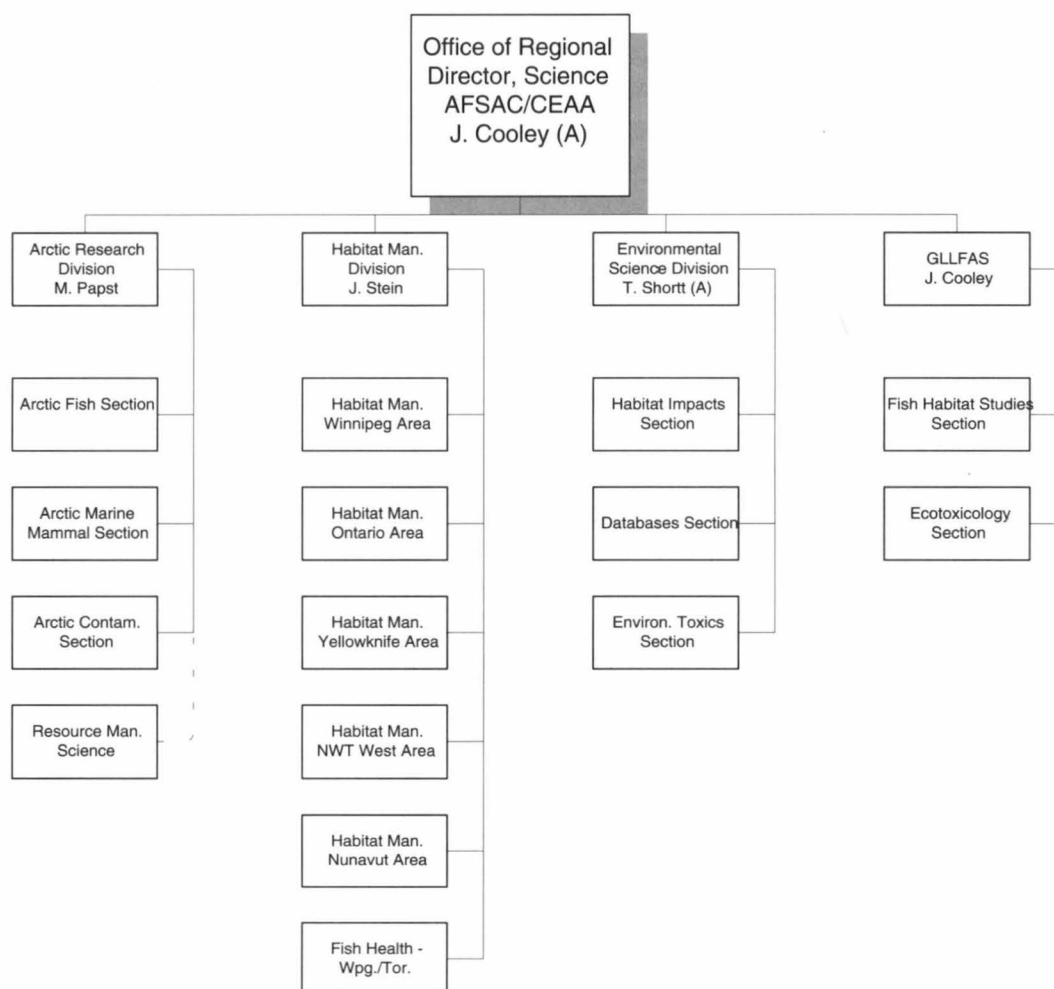 Office of Regional
Director, Science
AFSAC/CEAA
J. Cooley (A)
Arctic Research
Division
M. Papst
Arctic Fish Section
Arctic Marine
Mammal Section
Arctic Contam.
Section
Resource Man.
Science
Habitat Man.
Division
J. Stein
Habitat Man.
Winnipeg Area
Habitat Man.
Ontario Area
Habitat Man.
Yellowknife Area
Habitat Man.
NWT West Area
Habitat Man.
Nunavut Area
Fish Health -
Wpg./Tor.
Environmental
Science Division
T. Shortt (A)
Habitat Impacts
Section
Databases Section
Environ. Toxics
Section
GLLFAS
J. Cooley
Fish Habitat Studies
Section
Ecotoxicology
Section